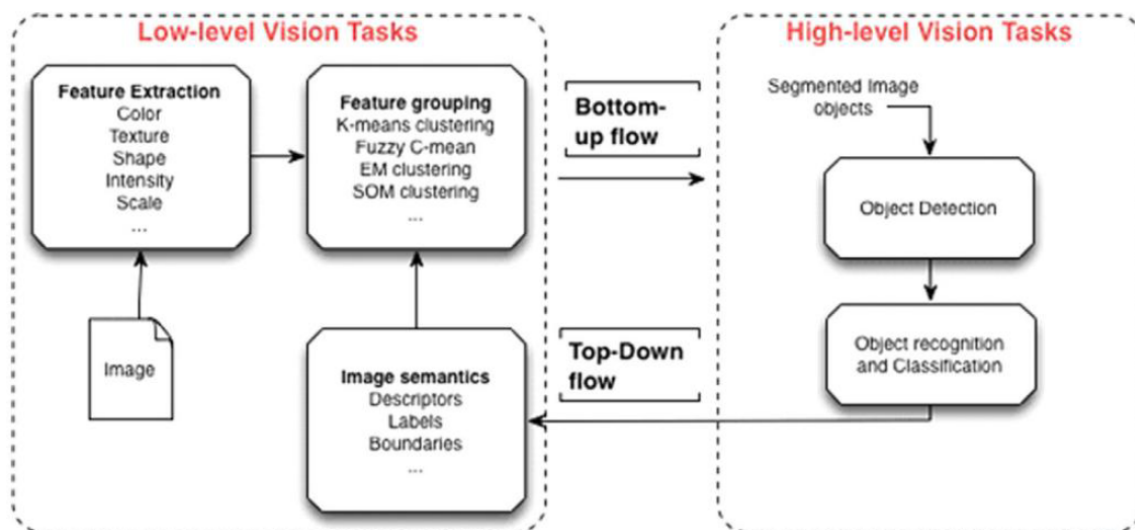 Low-level Vision Tasks
Feature Extraction
Color
Texture
Shape
Intensity
Scale
...
Feature grouping
K-means clustering
Fuzzy C-mean
EM clustering
SOM clustering
...
Image
Image semantics
Descriptors
Labels
Boundaries
...
Bottom-
up flow
Top-Down
flow
High-level Vision Tasks
Segmented Image
objects
Object Detection
Object recognition
and Classification